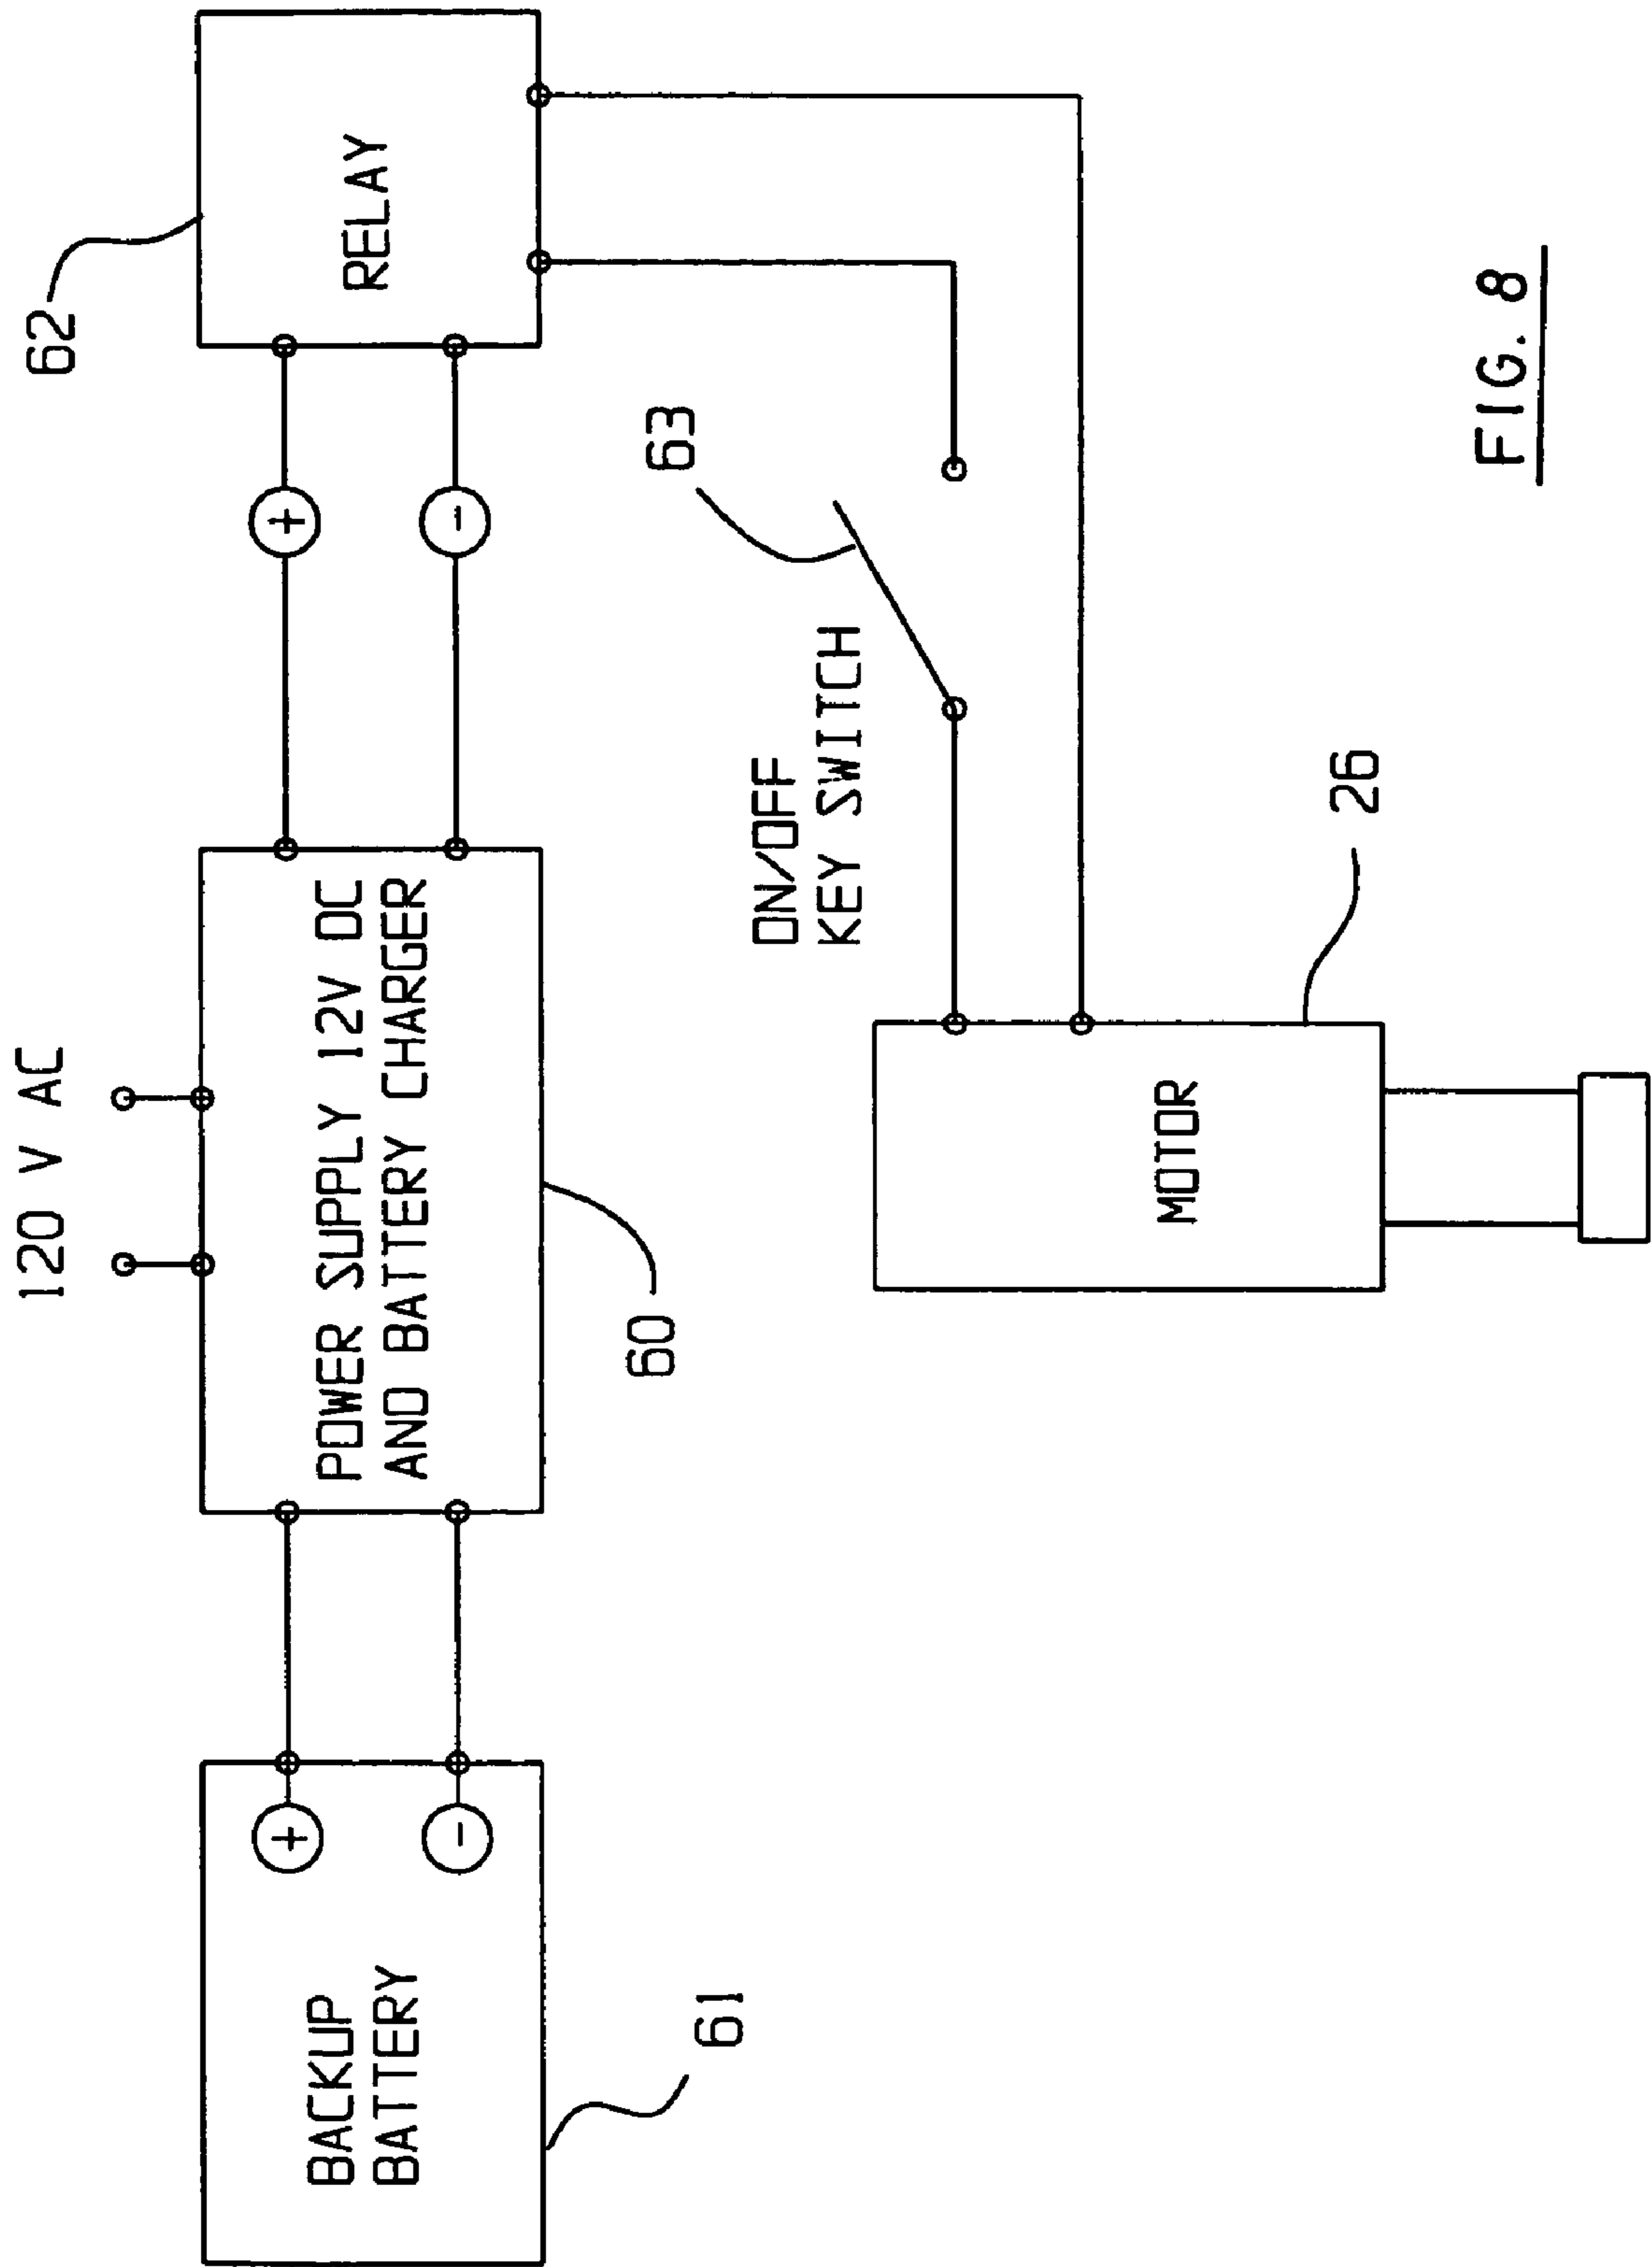 120 V AC
62
BACKUP
BATTERY
+
-
POWER SUPPLY 12V DC
AND BATTERY CHARGER
+
-
RELAY
61
60
63
ON/OFF
KEY SWITCH
MOTOR
26
FIG. 8